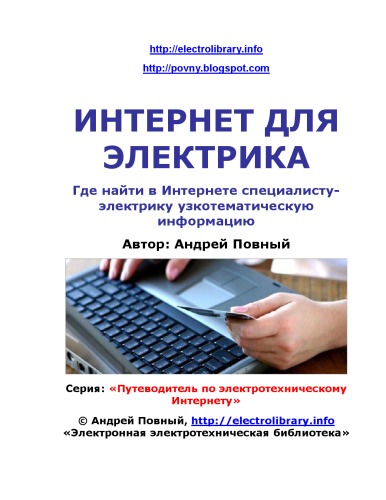 http://electrolibrary.info
http://povny.blogspot.com
ИНТЕРНЕТ ДЛЯ
ЭЛЕКТРИКА
Где найти в Интернете специалисту-
электрику узкотематическую
информацию
Автор: Андрей Повный
Серия: «Путеводитель по электротехническому
Интернету»
© Андрей Повный, http://electrolibrary.info
«Электронная электротехническая библиотека»